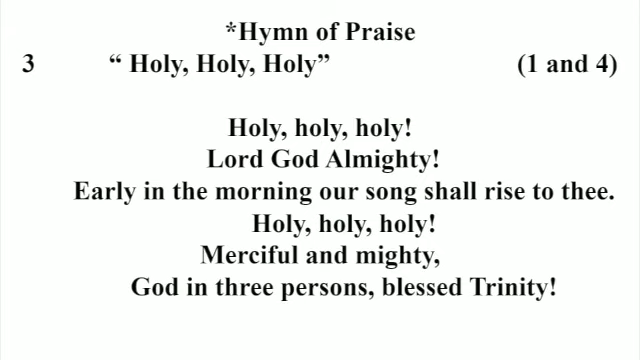 *Hymn of Praise
3 “ Holy, Holy, Holy” (1 and 4)
Holy, holy, holy!
Lord God Almighty!
Early in the morning our song shall rise to thee.
Holy, holy, holy!
Merciful and mighty,
God in three persons, blessed Trinity!